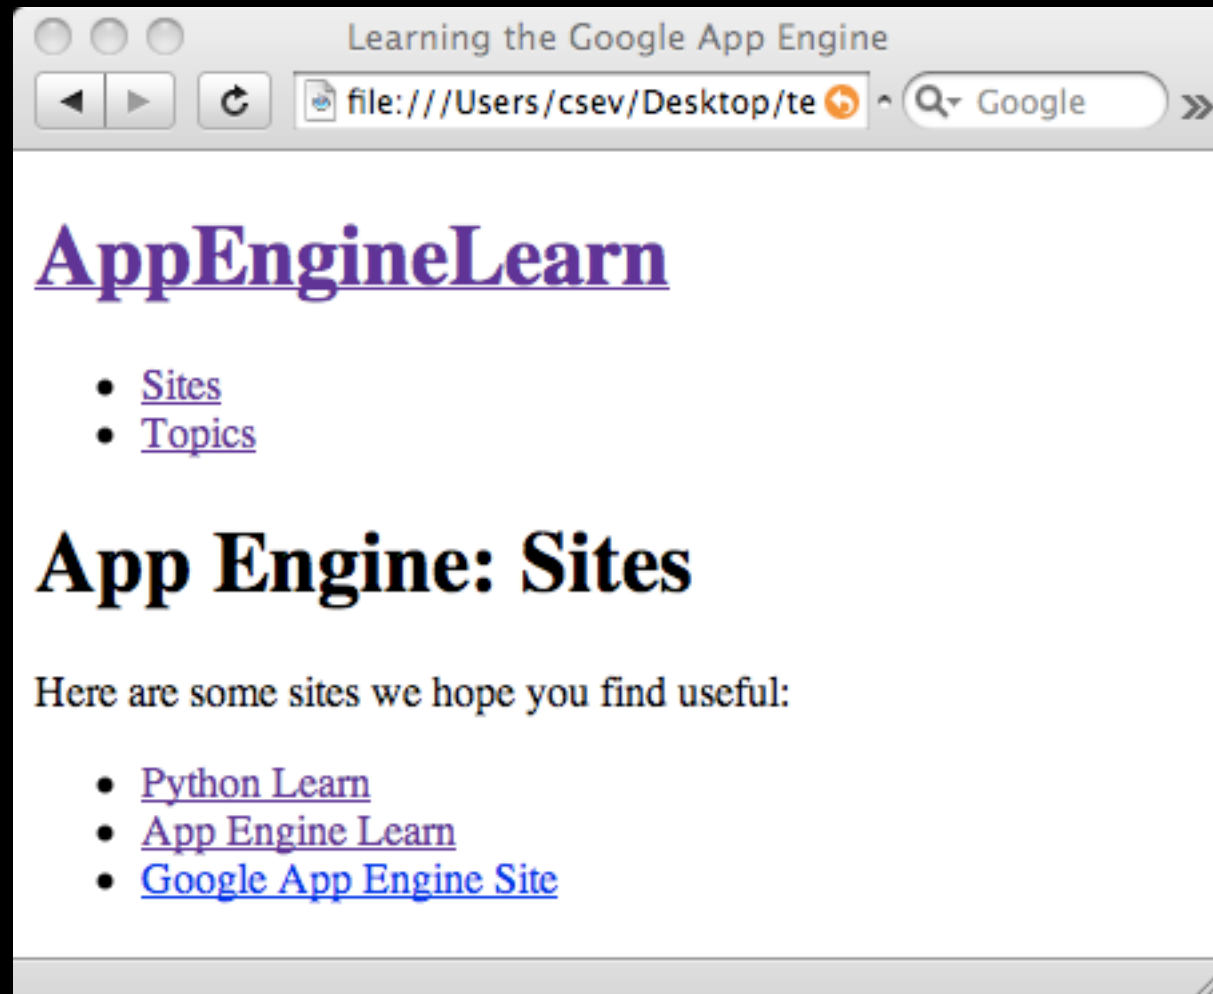 Learning the Google App Engine
file:///Users/csev/Desktop/te Google
AppEngineLearn
Sites
Topics
App Engine: Sites
Here are some sites we hope you find useful:
Python Learn
App Engine Learn
Google App Engine Site